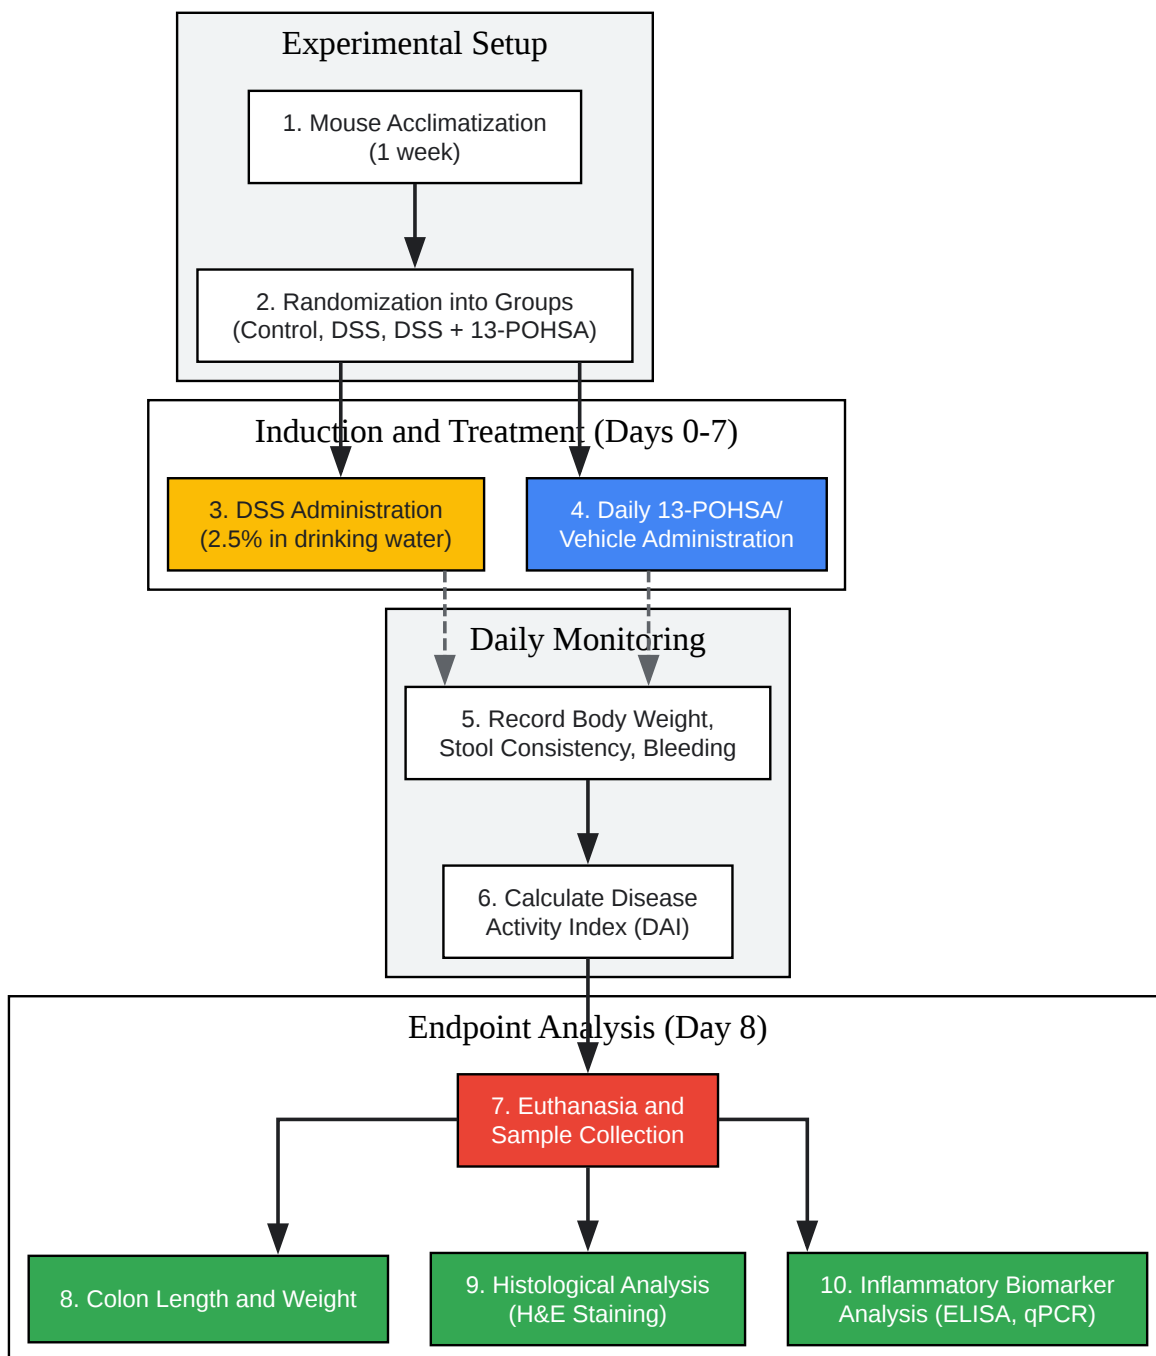 Experimental Setup
1. Mouse Acclimatization
(1 week)
2. Randomization into Groups
(Control, DSS, DSS + 13-POHSA)
Induction and Treatment (Days 0-7)
3. DSS Administration
(2.5% in drinking water)
4. Daily 13-POHSA/
Vehicle Administration
Daily Monitoring
5. Record Body Weight,
Stool Consistency, Bleeding
6. Calculate Disease
Activity Index (DAI)
Endpoint Analysis (Day 8)
7. Euthanasia and
Sample Collection
8. Colon Length and Weight
9. Histological Analysis
(H&E Staining)
10. Inflammatory Biomarker
Analysis (ELISA, qPCR)